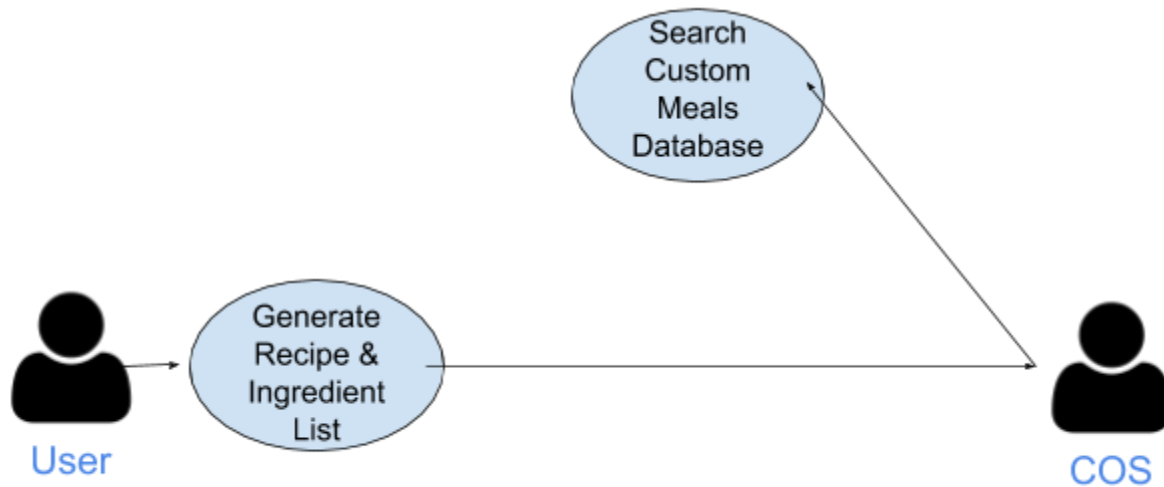 Search
Custom
Meals
Database
Generate
Recipe &
Ingredient
List
User
COS